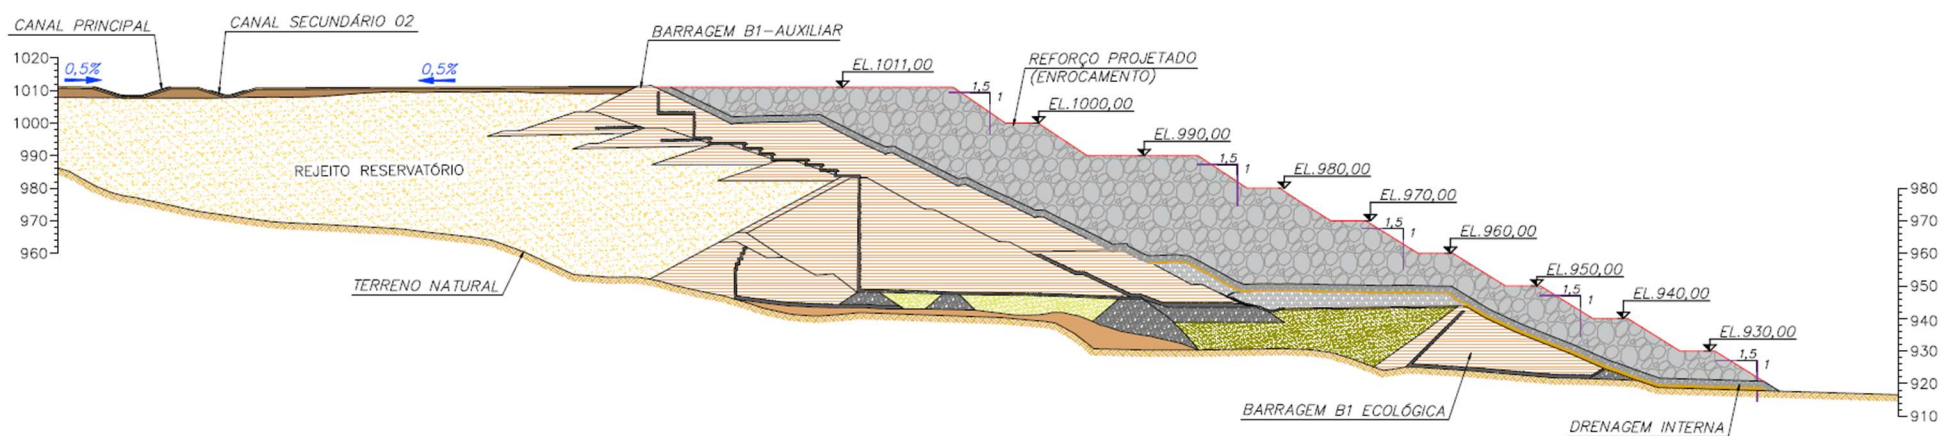 CANAL PRINCIPAL
CANAL SECUNDÁRIO 02
BARRAGEM B1-AUXILIAR
REFORÇO PROJETADO
(ENROCAMENTO)
0,5%
0,5%
EL.1011,00
EL.1000,00
EL.990,00
EL.980,00
EL.970,00
EL.960,00
EL.950,00
EL.940,00
EL.930,00
1,5
1
1,5
1
1,5
1
1,5
1
1,5
1
1020
1010
1000
990
980
970
960
980
970
960
950
940
930
920
910
REJEITO RESERVATÓRIO
TERRENO NATURAL
BARRAGEM B1 ECOLÓGICA
DRENAGEM INTERNA